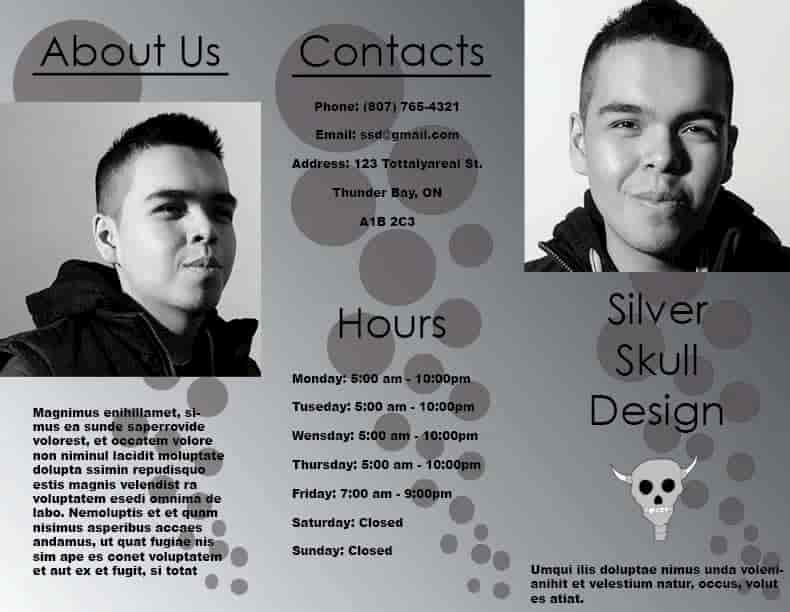 About Us
Magnimus enihillamet, si-
mus ea sunde saperrovide
volorest, et occatem volore
non niminul lacidit moluptate
dolupta ssimin repudisquo
estis magnis velendist ra
voluptatem esedi omnima de
labo. Nemoluptis et et quam
nisimus asperibus accaes
andamus, ut quat fugiae nis
sim ape es conet voluptatem
et aut ex et fugit, si totat
Contacts
Phone: (807) 765-4321
Email: ssd@gmail.com
Address: 123 Tottalyareal St.
Thunder Bay, ON
A1B 2C3
Hours
Monday: 5:00 am - 10:00pm
Tuseday: 5:00 am - 10:00pm
Wensday: 5:00 am - 10:00pm
Thursday: 5:00 am - 10:00pm
Friday: 7:00 am - 9:00pm
Saturday: Closed
Sunday: Closed
Silver
Skull
Design
Umqui ilis doluptae nimus unda voleni-
anihit et velestium natur, occus, volut
es atiat.